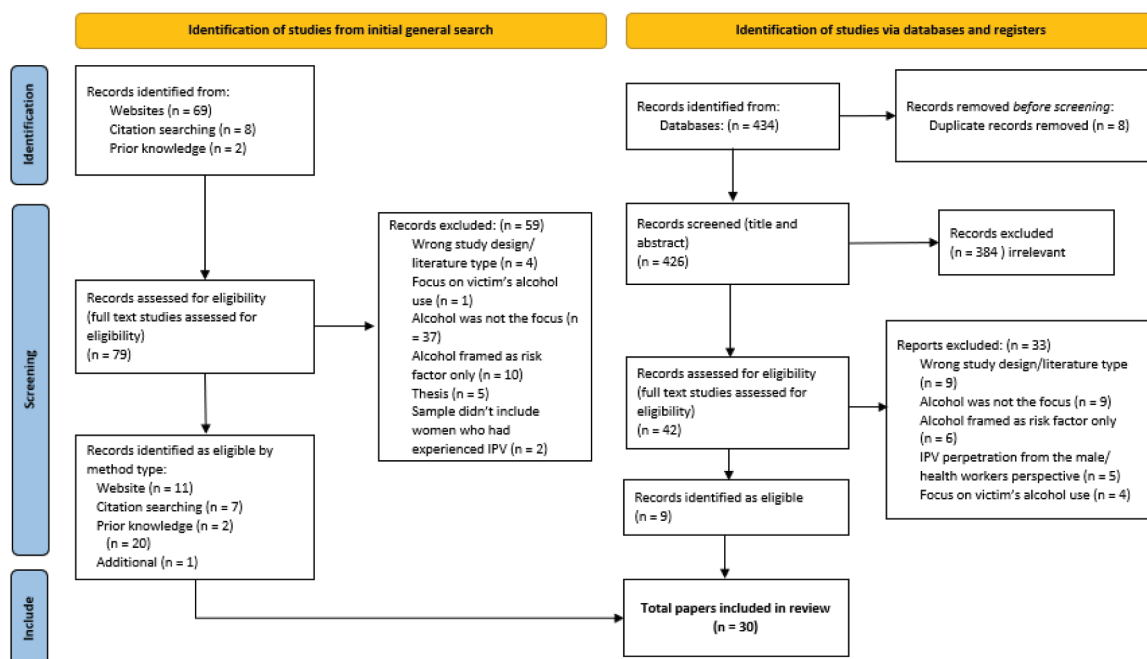 Identification of studies from initial general search
Identification of studies via databases and registers
Identification
Records identified from:
Websites (n = 69)
Citation searching (n = 8)
Prior knowledge (n = 2)
Records identified from:
Databases: (n = 434)
Records removed before screening:
Duplicate records removed (n = 8)
Screening
Records assessed for eligibility
(full text studies assessed for
eligibility)
(n = 79)
Records excluded: (n = 59)
Wrong study design/
literature type (n = 4)
Focus on victim's alcohol
use (n = 1)
Alcohol was not the focus (n
= 37)
Alcohol framed as risk
factor only (n = 10)
Thesis (n = 5)
Sample didn't include
women who had
experienced IPV (n = 2)
Records identified as eligible by
method type:
Website (n = 11)
Citation searching (n = 7)
Prior knowledge (n = 2)
(n = 20)
Additional (n = 1)
Records screened (title and
abstract)
(n = 426)
Records excluded
(n = 384 ) irrelevant
Records assessed for eligibility
(full text studies assessed for
eligibility)
(n = 42)
Reports excluded: (n = 33)
Wrong study design/literature type
(n = 9)
Alcohol was not the focus (n = 9)
Alcohol framed as risk factor only
(n = 6)
IPV perpetration from the male/
health workers perspective (n = 5)
Focus on victim's alcohol use (n = 4)
Records identified as eligible
(n = 9)
Include
Total papers included in review
(n = 30)